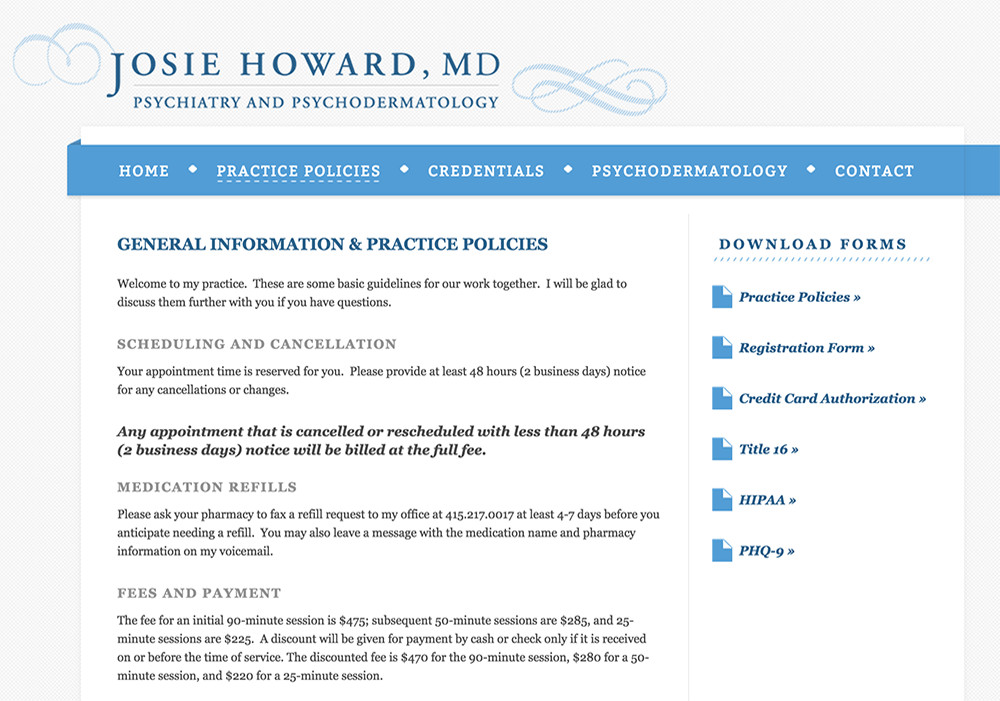 JOSIE HOWARD, MD
PSYCHIATRY AND PSYCHODERMATOLOGY
HOME PRACTICE POLICIES CREDENTIALS PSYCHODERMATOLOGY CONTACT
GENERAL INFORMATION & PRACTICE POLICIES
Welcome to my practice. These are some basic guidelines for our work together. I will be glad to
discuss them further with you if you have questions.
SCHEDULING AND CANCELLATION
Your appointment time is reserved for you. Please provide at least 48 hours (2 business days) notice
for any cancellations or changes.
Any appointment that is cancelled or rescheduled with less than 48 hours
(2 business days) notice will be billed at the full fee.
MEDICATION REFILLS
Please ask your pharmacy to fax a refill request to my office at 415.217.0017 at least 4-7 days before you
anticipate needing a refill. You may also leave a message with the medication name and pharmacy
information on my voicemail.
FEES AND PAYMENT
The fee for an initial 90-minute session is $475; subsequent 50-minute sessions are $285, and 25-
minute sessions are $225. A discount will be given for payment by cash or check only if it is received
on or before the time of service. The discounted fee is $470 for the 90-minute session, $280 for a 50-
minute session, and $220 for a 25-minute session.
DOWNLOAD FORMS
Practice Policies »
Registration Form »
Credit Card Authorization »
Title 16 »
HIPAA »
PHQ-9 »